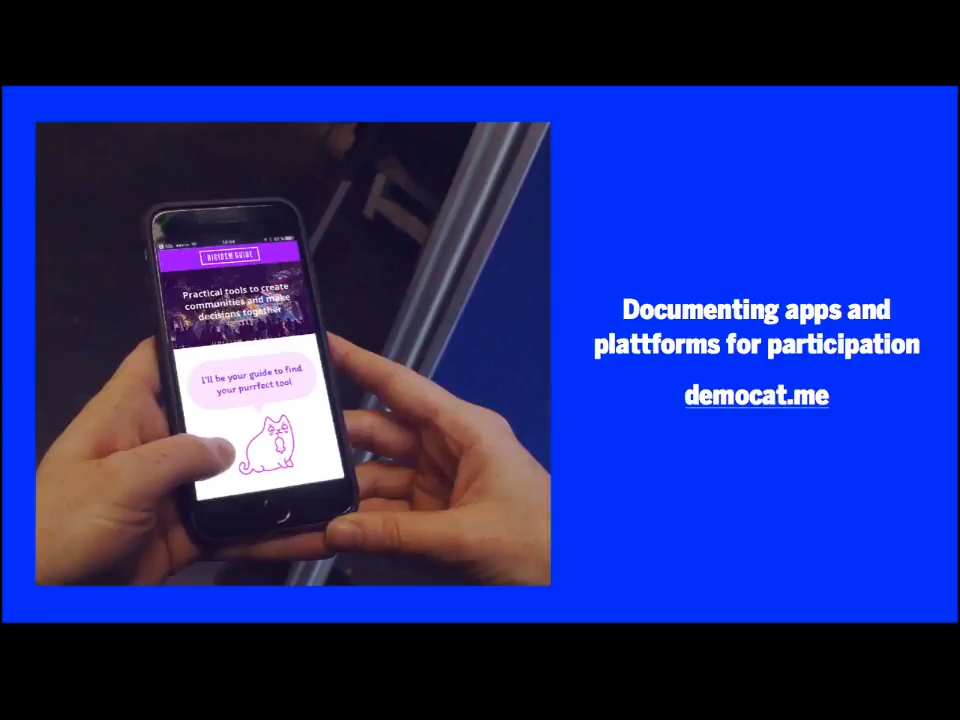 DIGIDEM GUIDE
Practical tools to create
communities and make
decisions together
I'll be your guide to find
your purrfect tool
Documenting apps and
plattforms for participation
democat.me